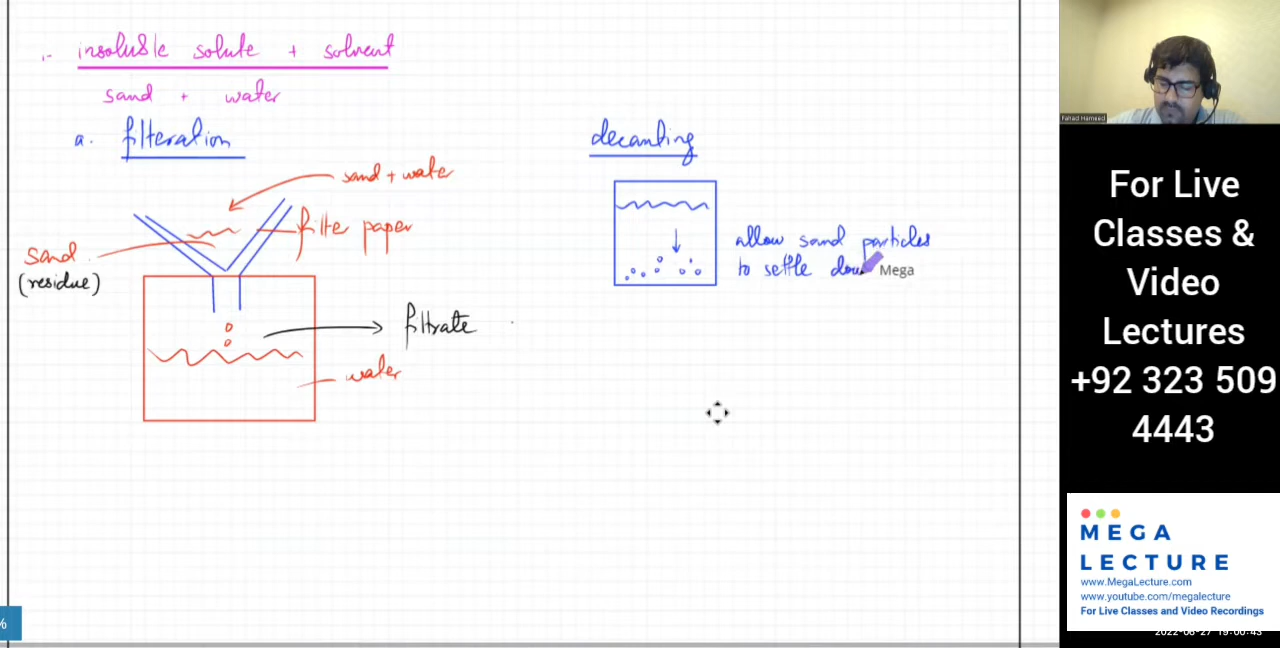 1- insoluble solute + solvent
sand + water
a. filteration
sand + water
filter paper
sand
(residue)
filtrate
water
decanting
allow sand particles
to settle down
Mega
%
Fahad Hameed
For Live
Classes &
Video
Lectures
+92 323 509
4443
MEGA
LECTURE
www.MegaLecture.com
www.youtube.com/megalecture
For Live Classes and Video Recordings
2022-06-27 19:00:43